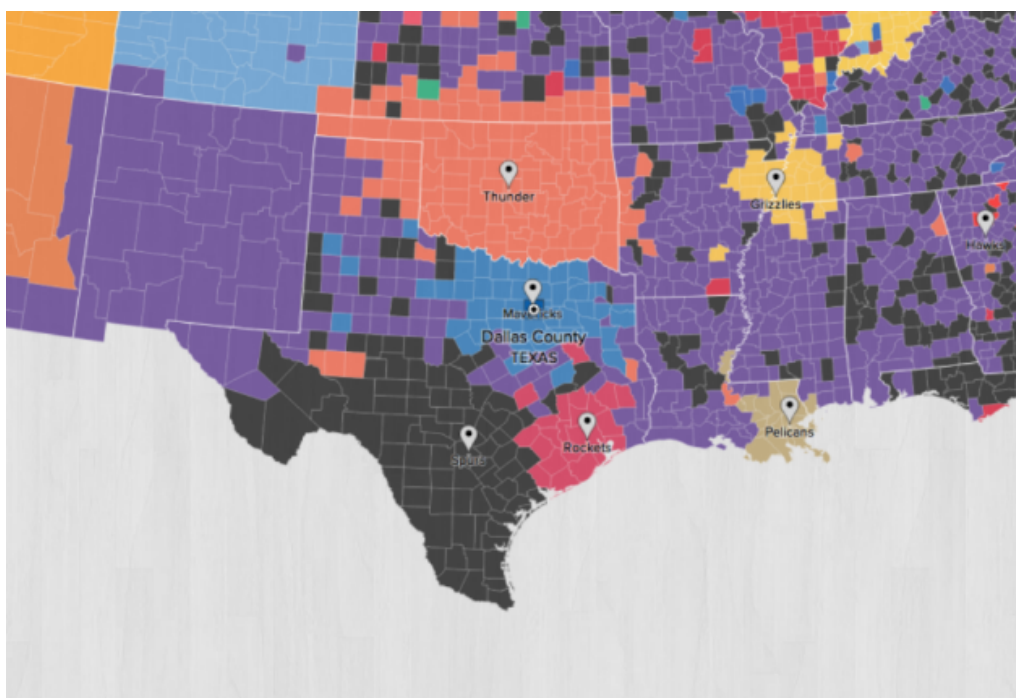 Thunder
Grizzlies
Hawks
Mavericks
Dallas County
TEXAS
Pelicans
Rockets
Spurs